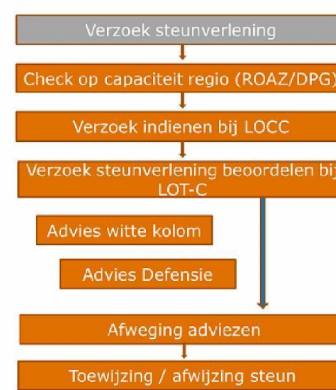 Verzoek steunverlening
Check op capaciteit regio (ROAZ/DPG)
Verzoek indienen bij LOCC
Verzoek steunverlening beoordelen bij
LOT-C
Advies witte kolom
Advies Defensie
Afweging adviezen
Toewijzing / afwijzing steun